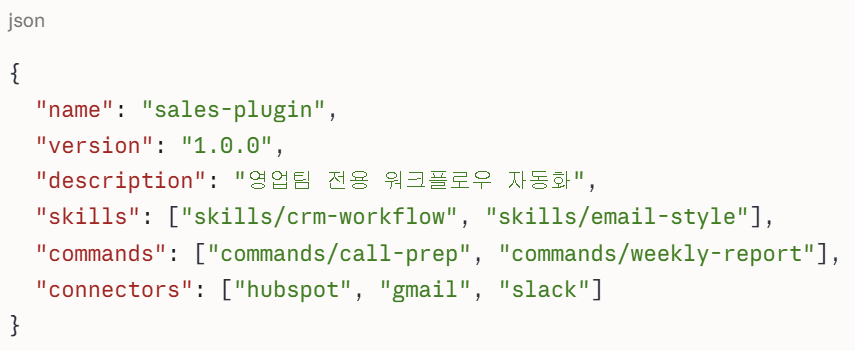 json
{
"name": "sales-plugin",
"version": "1.0.0",
"description": "영업팀 전용 워크플로우 자동화",
"skills": ["skills/crm-workflow", "skills/email-style"],
"commands": ["commands/call-prep", "commands/weekly-report"],
"connectors": ["hubspot", "gmail", "slack"]
}